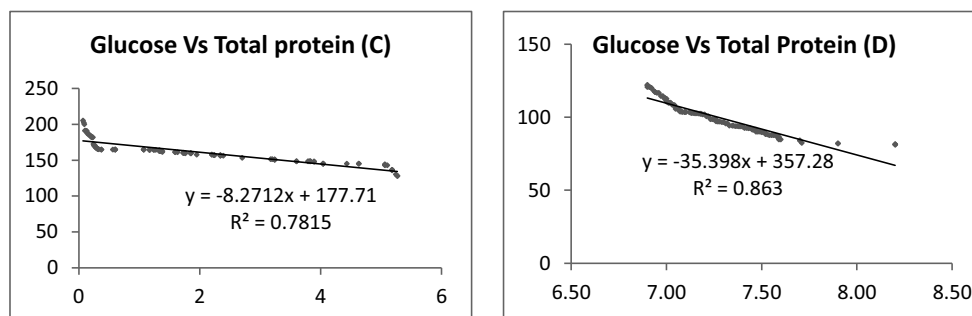 Glucose Vs Total protein (C)
250
200
150
100
50
0
y = -8.2712x + 177.71
R² = 0.7815
0 2 4 6
Glucose Vs Total Protein (D)
150
100
50
0
y = -35.398x + 357.28
R² = 0.863
6.50 7.00 7.50 8.00 8.50